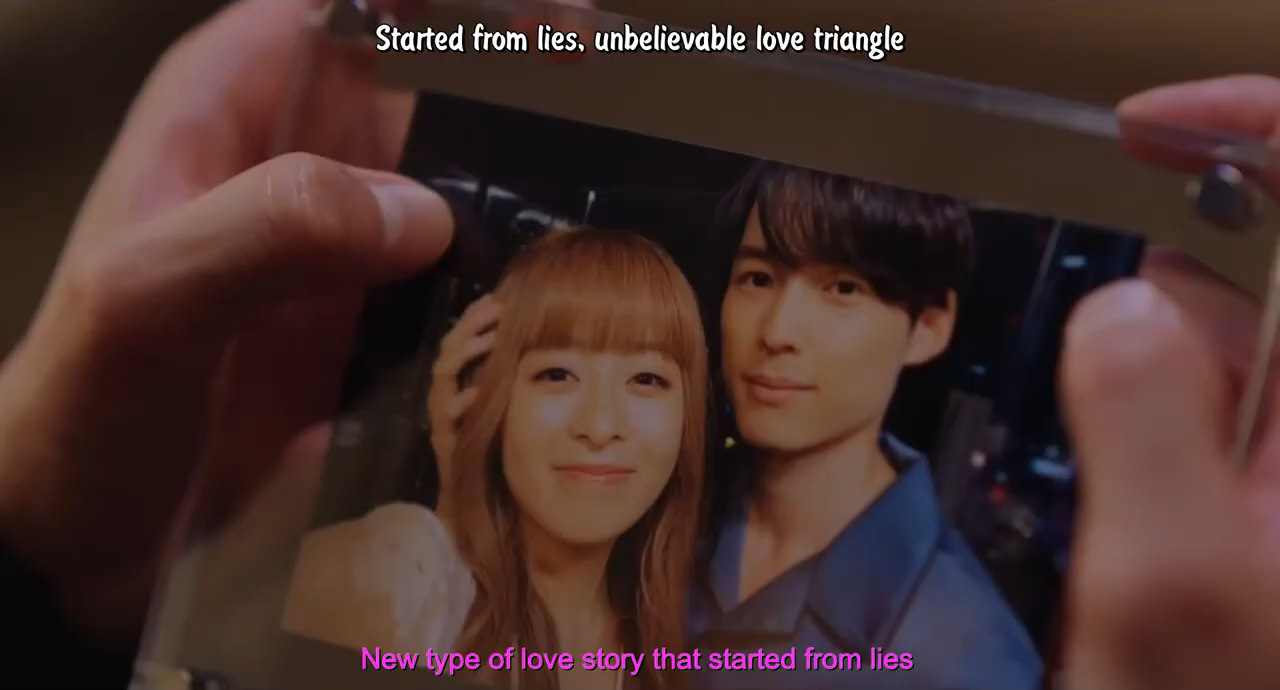 Started from lies, unbelievable love triangle
New type of love story that started from lies